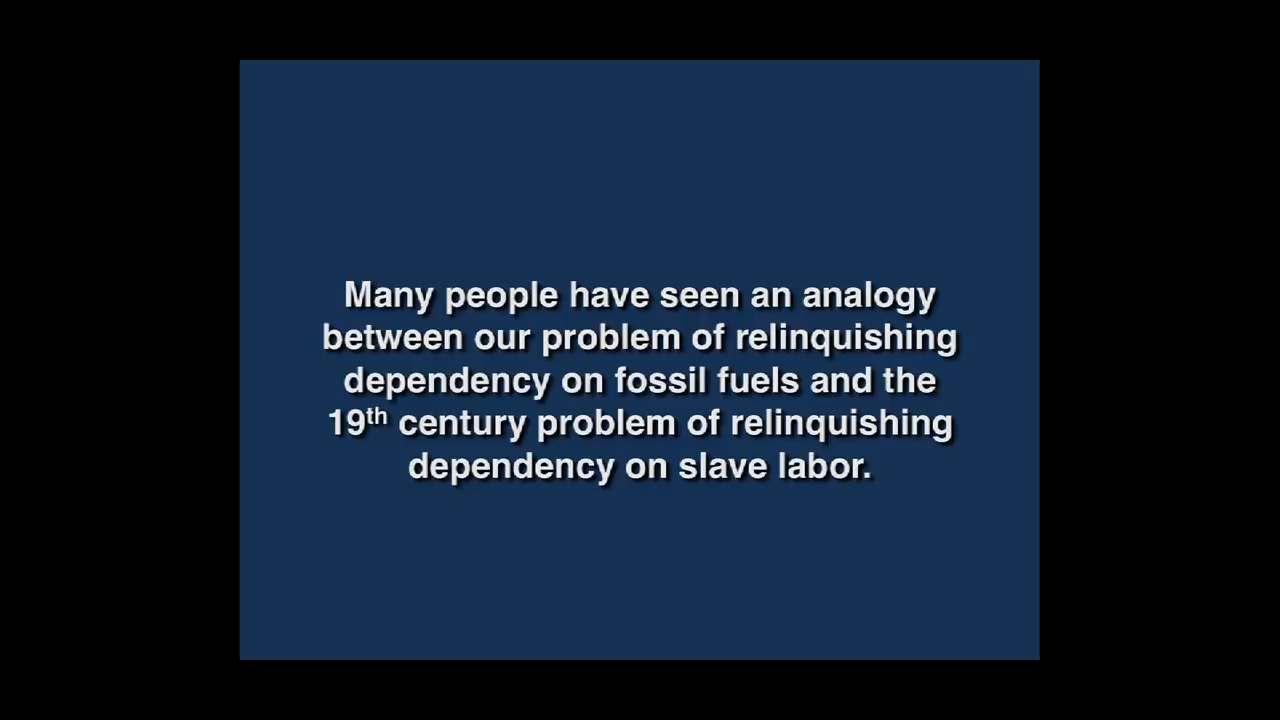 Many people have seen an analogy
between our problem of relinquishing
dependency on fossil fuels and the
19th century problem of relinquishing
dependency on slave labor.